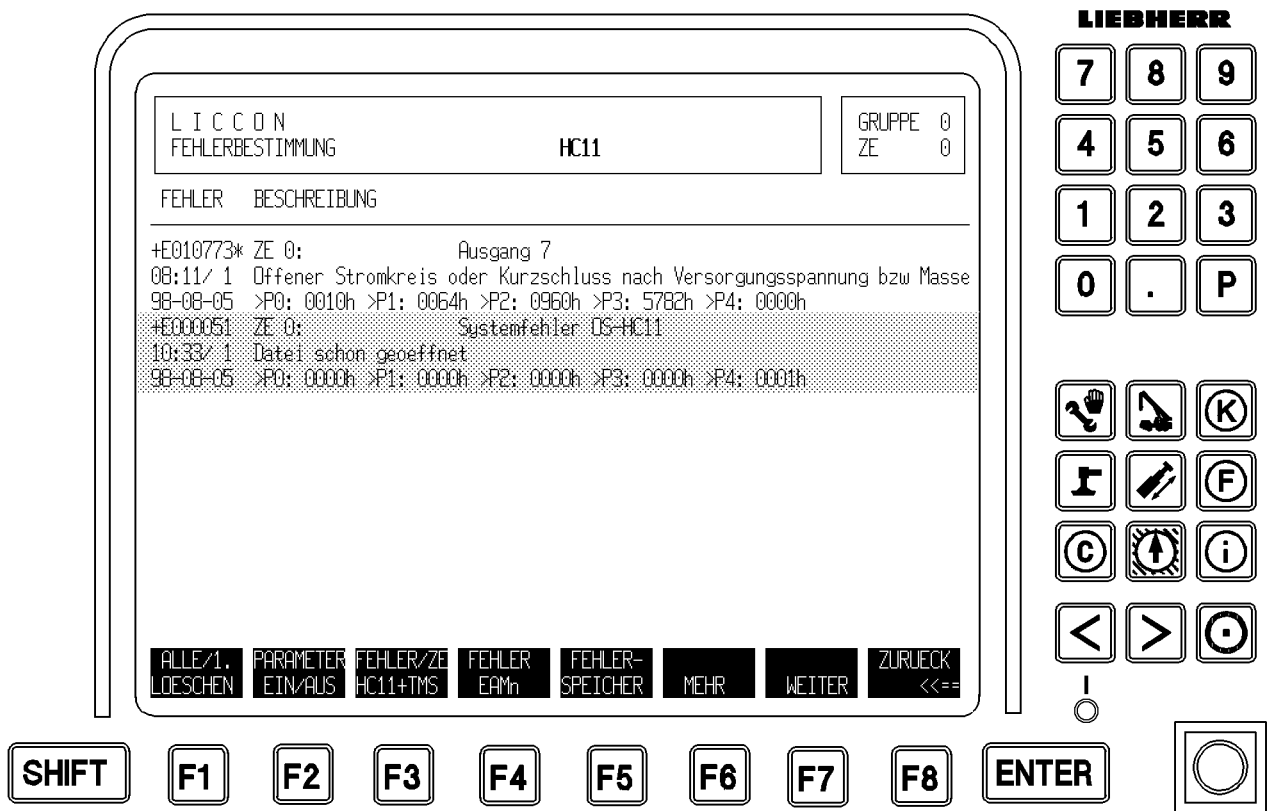 LIEBHERR
L I C C O N
GRUPPE 0
FEHLERBESTIMMUNG HC11
ZE 0
FEHLER BESCHREIBUNG
+E010773* ZE 0: Ausgang 7
08:11/ 1 Offener Stromkreis oder Kurzschluss nach Versorgungsspannung bzw Masse
98-08-05 >P0: 0010h >P1: 0064h >P2: 0960h >P3: 5782h >P4: 0000h
+E000051 ZE 0: Systemfehler OS-HC11
10:33/ 1 Datei schon geoeffnet
98-08-05 >P0: 0000h >P1: 0000h >P2: 0000h >P3: 0000h >P4: 0001h
ALLE/1. PARAMETER FEHLER/ZE FEHLER FEHLER- ZURUECK
LOESCHEN EIN/AUS HC11+TMS EAMn SPEICHER MEHR WEITER <<==
7 8 9
4 5 6
1 2 3
0 . P
K
F
C i
< >
I
SHIFT F1 F2 F3 F4 F5 F6 F7 F8 ENTER